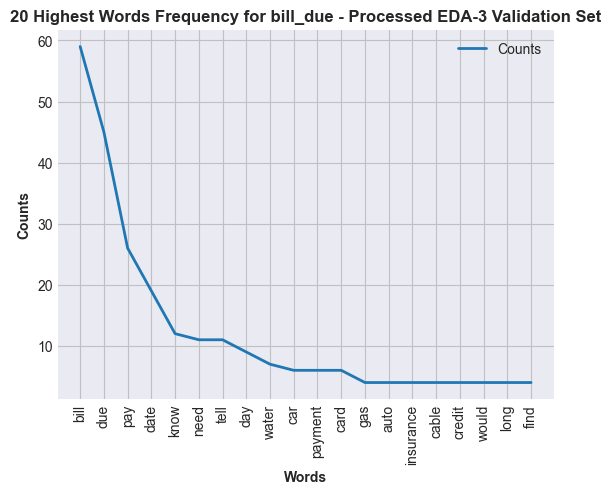 20 Highest Words Frequency for bill_due - Processed EDA-3 Validation Set
Counts
60
50
40
30
20
10
Counts
bill
due
pay
date
know
need
tell
day
water
car
payment
card
gas
auto
insurance
cable
credit
would
long
find
Words